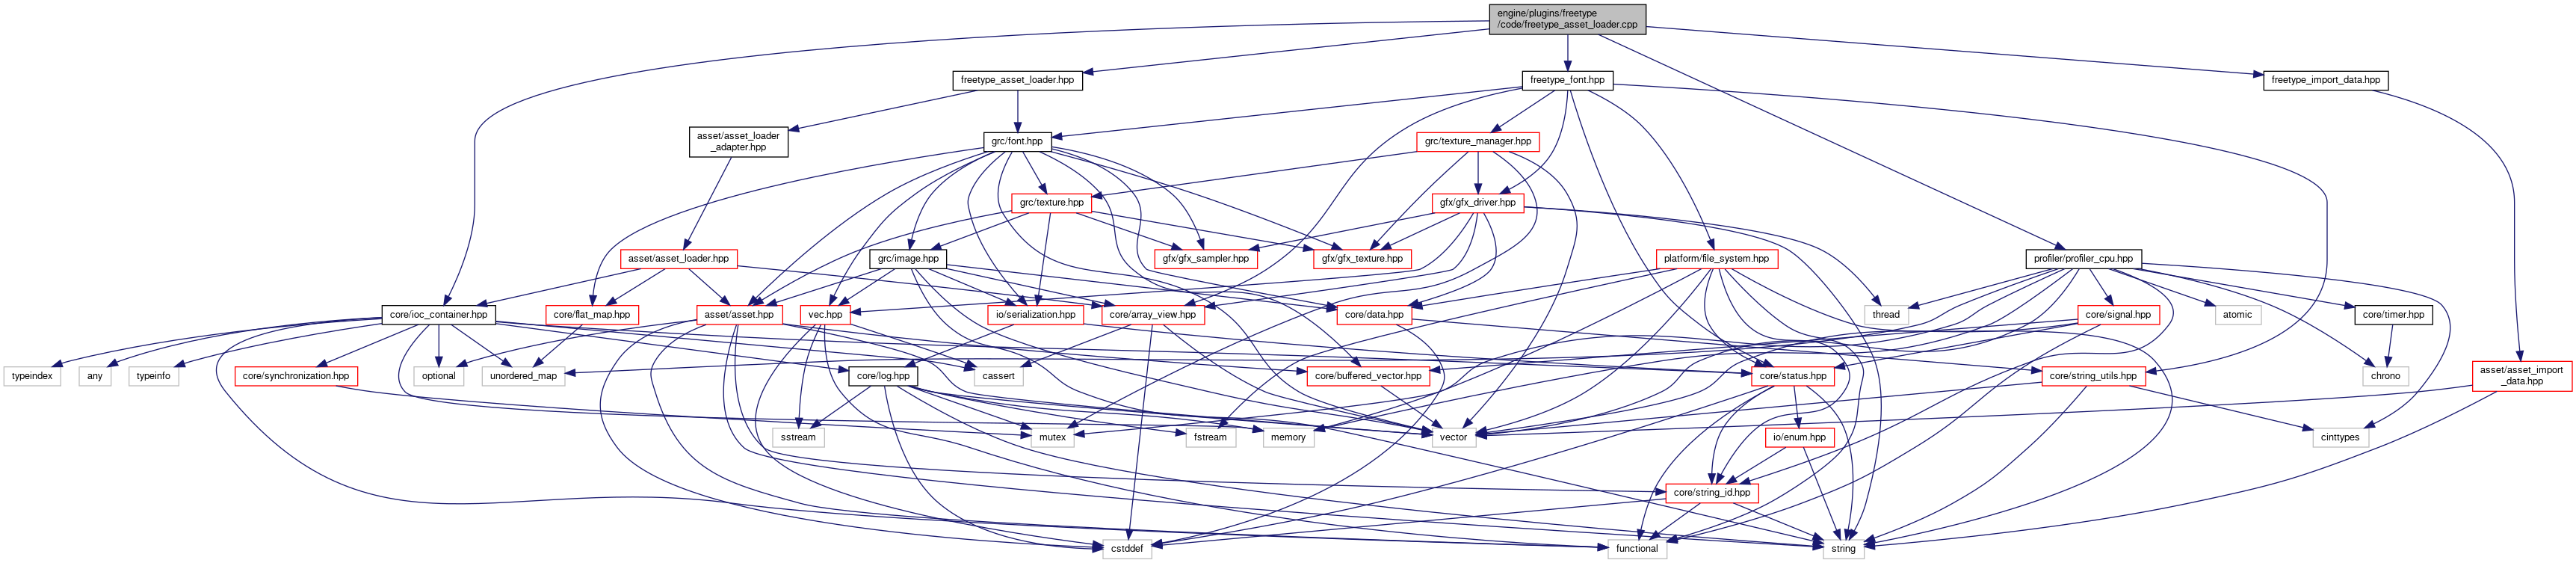 engine/plugins/freetype
/code/freetype_asset_loader.cpp
freetype_asset_loader.hpp
freetype_font.hpp
freetype_import_data.hpp
asset/asset_loader
_adapter.hpp
grc/font.hpp
grc/texture_manager.hpp
grc/texture.hpp
gfx/gfx_driver.hpp
asset/asset_loader.hpp
grc/image.hpp
gfx/gfx_sampler.hpp
gfx/gfx_texture.hpp
platform/file_system.hpp
profiler/profiler_cpu.hpp
core/ioc_container.hpp
core/flat_map.hpp
asset/asset.hpp
vec.hpp
io/serialization.hpp
core/array_view.hpp
core/data.hpp
thread
core/signal.hpp
atomic
core/timer.hpp
typeindex
any
typeinfo
core/synchronization.hpp
optional
unordered_map
core/log.hpp
cassert
core/buffered_vector.hpp
core/status.hpp
core/string_utils.hpp
chrono
asset/asset_import
_data.hpp
sstream
mutex
fstream
memory
vector
io/enum.hpp
cinttypes
core/string_id.hpp
cstddef
functional
string